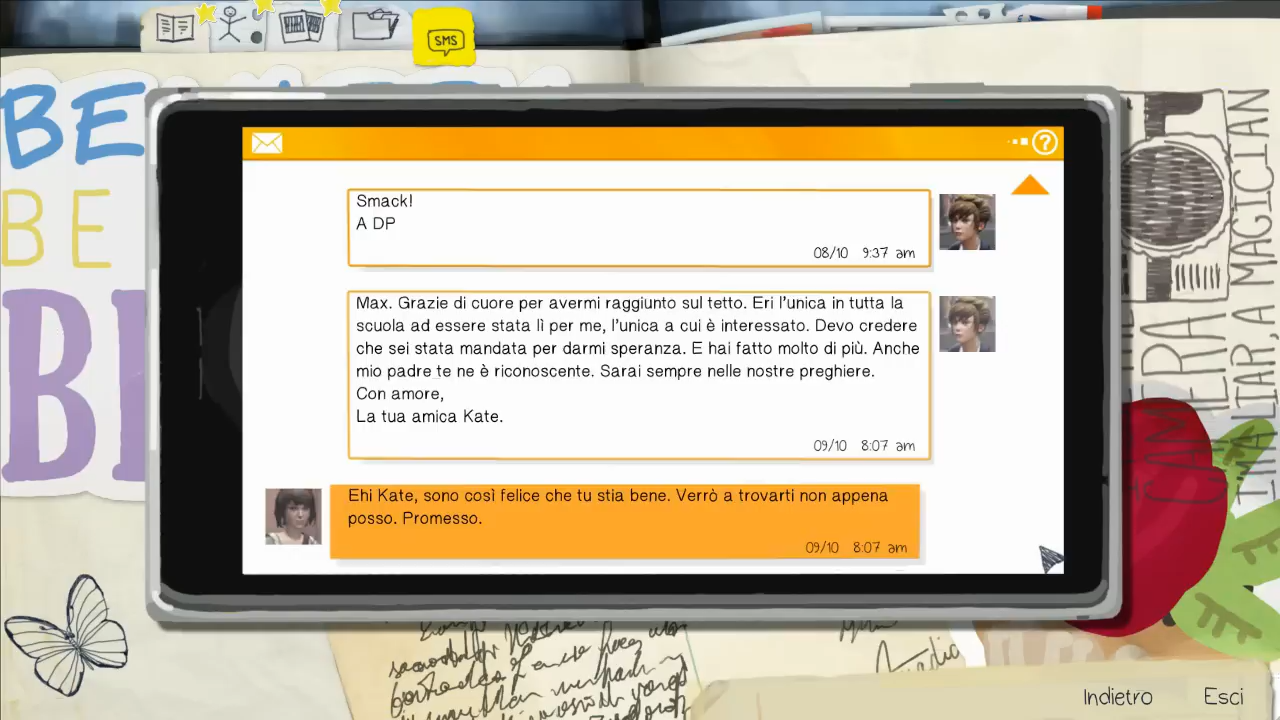 SMS
BE
BE
Smack!
A DP
08/10 9:37 am
Max. Grazie di cuore per avermi raggiunto sul tetto. Eri l'unica in tutta la
scuola ad essere stata lì per me, l'unica a cui è interessato. Devo credere
che sei stata mandata per darmi speranza. E hai fatto molto di più. Anche
mio padre te ne è riconoscente. Sarai sempre nelle nostre preghiere.
Con amore,
La tua amica Kate.
09/10 8:07 am
Ehi Kate, sono così felice che tu stia bene. Verrò a trovarti non appena
posso. Promesso.
09/10 8:07 am
CAMERA
MAGICIAN
Indietro Esci